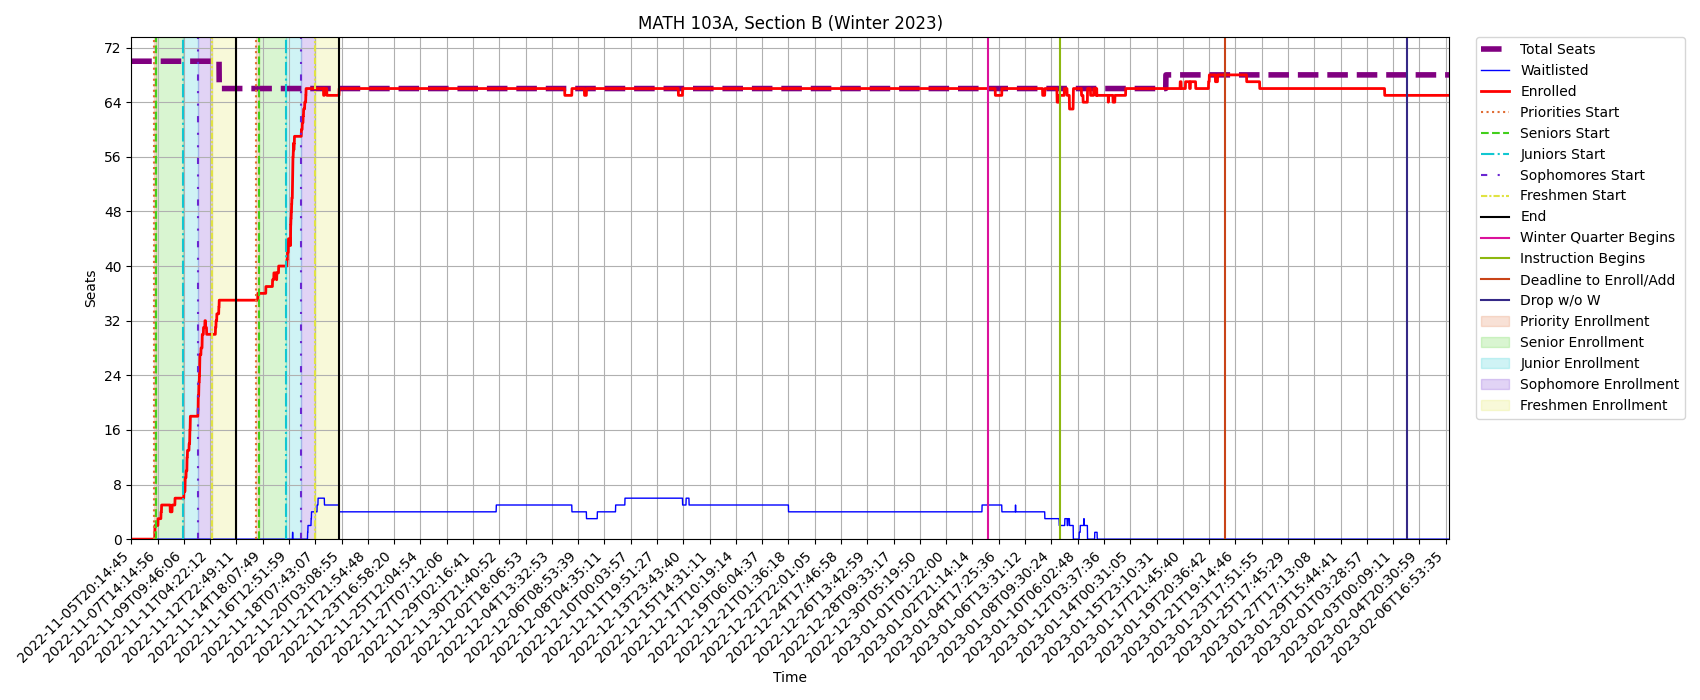 MATH 103A, Section B (Winter 2023)
72
64
56
48
40
32
24
16
8
0
Seats
2022-11-05T20:14:45
2022-11-07T14:14:56
2022-11-09T09:46:06
2022-11-11T04:22:12
2022-11-12T22:49:11
2022-11-14T18:07:49
2022-11-16T12:51:59
2022-11-18T07:43:07
2022-11-20T03:08:55
2022-11-21T21:54:48
2022-11-23T16:58:20
2022-11-25T12:04:54
2022-11-27T07:12:06
2022-11-29T02:16:41
2022-11-30T21:40:52
2022-12-02T18:06:53
2022-12-04T13:32:53
2022-12-06T08:53:39
2022-12-08T04:35:11
2022-12-10T00:03:57
2022-12-11T19:51:27
2022-12-13T23:43:40
2022-12-15T14:31:11
2022-12-17T10:19:14
2022-12-19T06:04:37
2022-12-21T01:36:18
2022-12-22T22:01:05
2022-12-24T17:46:58
2022-12-26T13:42:59
2022-12-28T09:33:17
2022-12-30T05:19:50
2023-01-01T01:22:00
2023-01-02T21:14:14
2023-01-04T17:25:36
2023-01-06T13:31:12
2023-01-08T09:30:24
2023-01-10T06:02:48
2023-01-12T03:37:36
2023-01-14T00:31:05
2023-01-15T23:10:31
2023-01-17T21:45:40
2023-01-19T20:36:42
2023-01-21T19:14:46
2023-01-23T17:51:55
2023-01-25T17:45:29
2023-01-27T17:13:08
2023-01-29T15:44:41
2023-02-01T03:28:57
2023-02-03T00:09:11
2023-02-04T20:30:59
2023-02-06T16:53:35
Time
Total Seats
Waitlisted
Enrolled
Priorities Start
Seniors Start
Juniors Start
Sophomores Start
Freshmen Start
End
Winter Quarter Begins
Instruction Begins
Deadline to Enroll/Add
Drop w/o W
Priority Enrollment
Senior Enrollment
Junior Enrollment
Sophomore Enrollment
Freshmen Enrollment